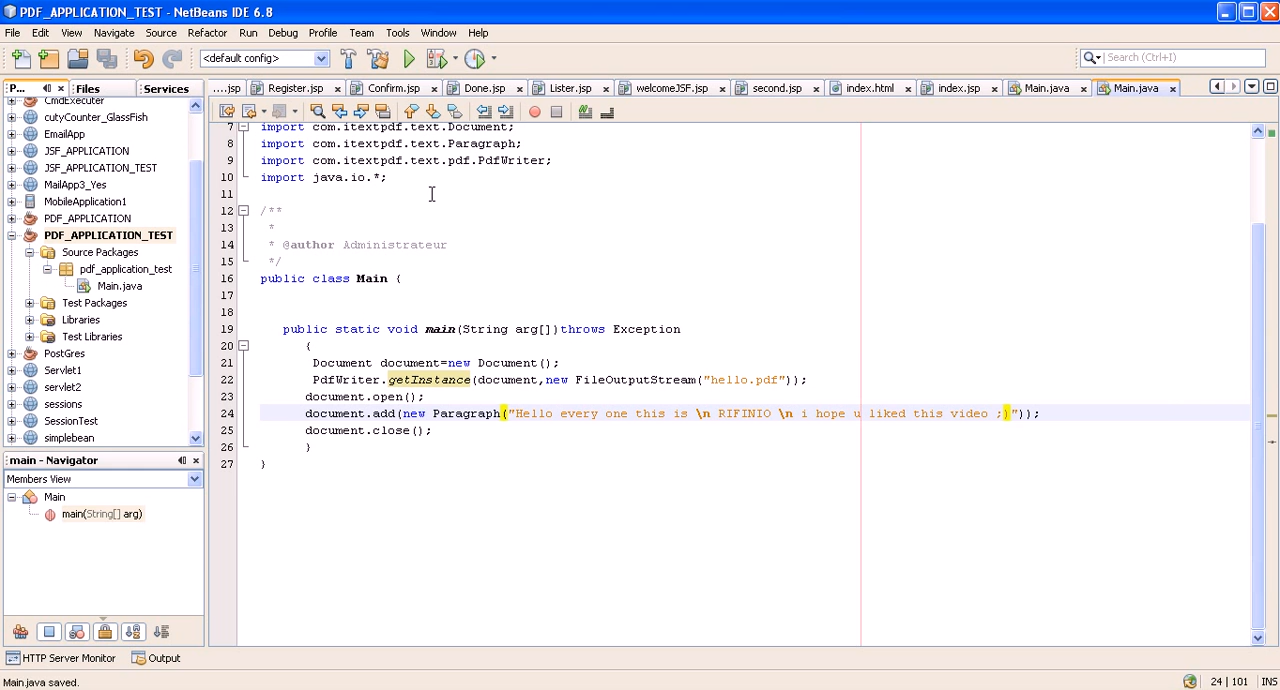 PDF_APPLICATION_TEST - NetBeans IDE 6.8
File Edit View Navigate Source Refactor Run Debug Profile Team Tools Window Help
<default config>
Search (Ctrl+I)
P... Files Services
....jsp Register.jsp Confirm.jsp Done.jsp Lister.jsp welcomeJSF.jsp second.jsp index.html index.jsp Main.java Main.java
CmdExecuter
cutyCounter_GlassFish
EmailApp
JSF_APPLICATION
JSF_APPLICATION_TEST
MailApp3_Yes
MobileApplication1
PDF_APPLICATION
PDF_APPLICATION_TEST
Source Packages
pdf_application_test
Main.java
Test Packages
Libraries
Test Libraries
PostGres
Servlet1
servlet2
sessions
SessionTest
simplebean
7 import com.itextpdf.text.Document;
8 import com.itextpdf.text.Paragraph;
9 import com.itextpdf.text.pdf.PdfWriter;
10 import java.io.*;
11
12 /**
13 *
14 * @author Administrateur
15 */
16 public class Main {
17
18
19 public static void main(String arg[])throws Exception
20 {
21 Document document=new Document();
22 PdfWriter.getInstance(document,new FileOutputStream("hello.pdf"));
23 document.open();
24 document.add(new Paragraph("Hello every one this is \n RIFINIO \n i hope u liked this video ;)"));
25 document.close();
26 }
27 }
main - Navigator
Members View
Main
main(String[] arg)
HTTP Server Monitor Output
Main.java saved.
24 | 101 INS